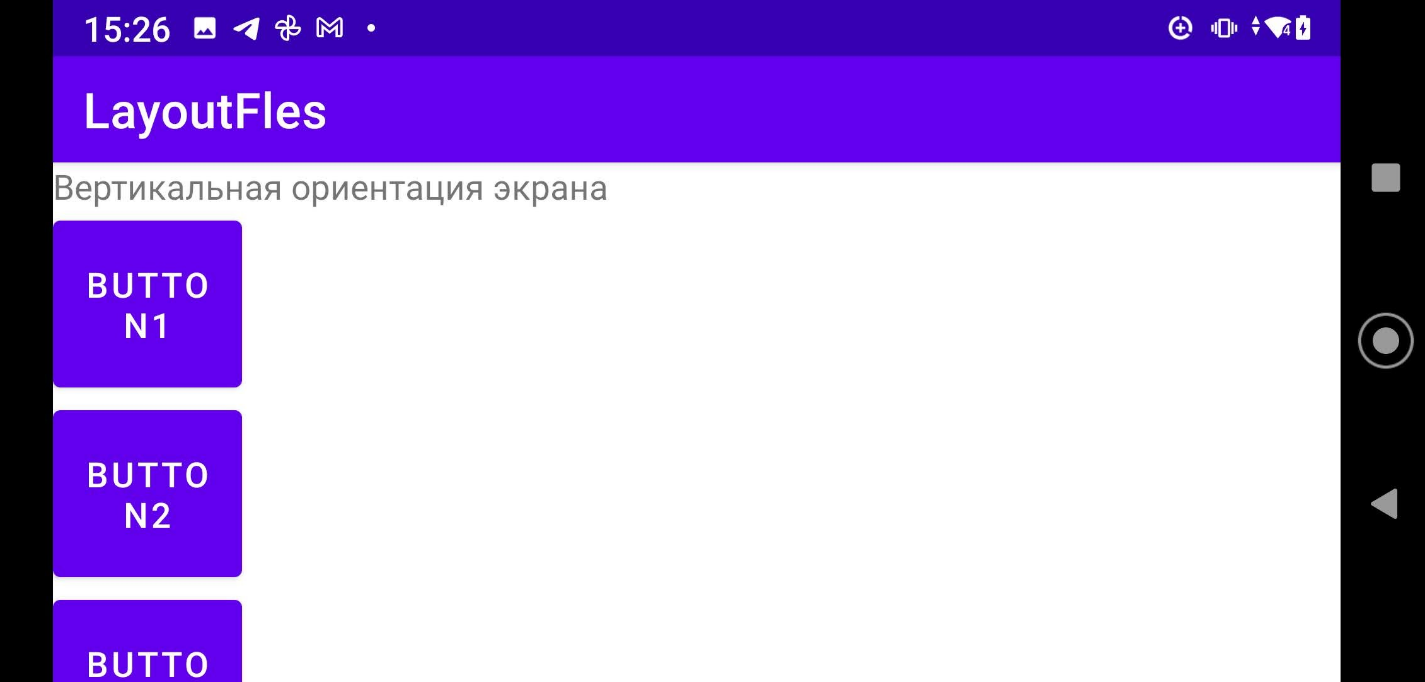 15:26
LayoutFles
Вертикальная ориентация экрана
BUTTO
N1
BUTTO
N2
BUTTO